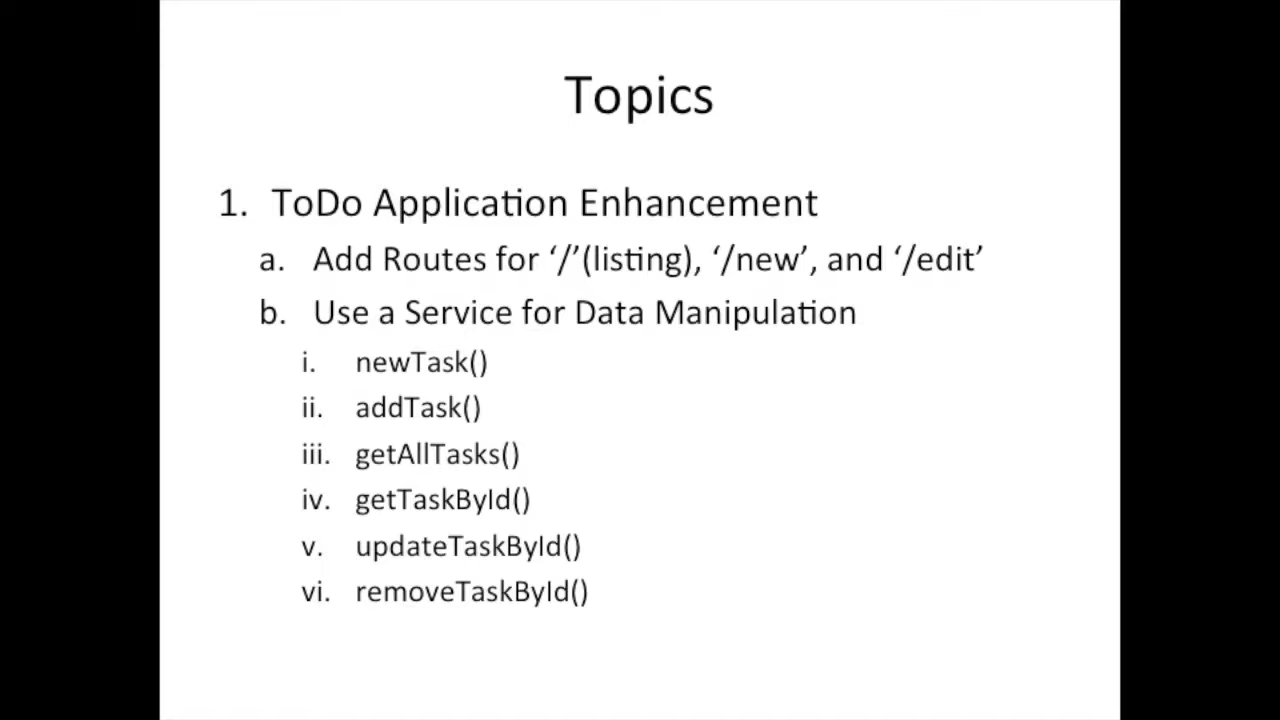 Topics
1. ToDo Application Enhancement
a. Add Routes for ‘/’(listing), ‘/new’, and ‘/edit’
b. Use a Service for Data Manipulation
i. newTask()
ii. addTask()
iii. getAllTasks()
iv. getTaskById()
v. updateTaskById()
vi. removeTaskById()